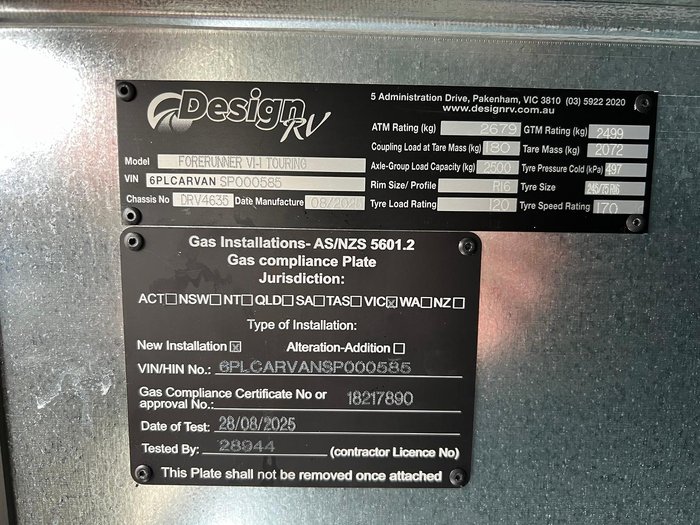 Design RV
5 Administration Drive, Pakenham, VIC 3810 (03) 5922 2020
www.designrv.com.au
ATM Rating (kg) 2679 GTM Rating (kg) 2499
Coupling Load at Tare Mass (kg) 180 Tare Mass (kg) 2072
Model FORERUNNER VI-I TOURING Axle-Group Load Capacity (kg) 2500 Tyre Pressure Cold (kPa) 497
VIN 6PLCARVAN SP000585 Rim Size/ Profile R16 Tyre Size
Chassis No DRV4635 Date Manufacture Tyre Load Rating 120 Tyre Speed Rating 170
Gas Installations- AS/NZS 5601.2
Gas compliance Plate
Jurisdiction:
ACT☐NSW☐NT☐QLD☐SA☐TAS☐VIC☒WA☐NZ☐
Type of Installation:
New Installation ☒ Alteration-Addition ☐
VIN/HIN No.: 6PLCARVANSP000585
Gas Compliance Certificate No or
approval No.: 18217890
Date of Test: 28/08/2025
Tested By: 28944 (contractor Licence No)
This Plate shall not be removed once attached